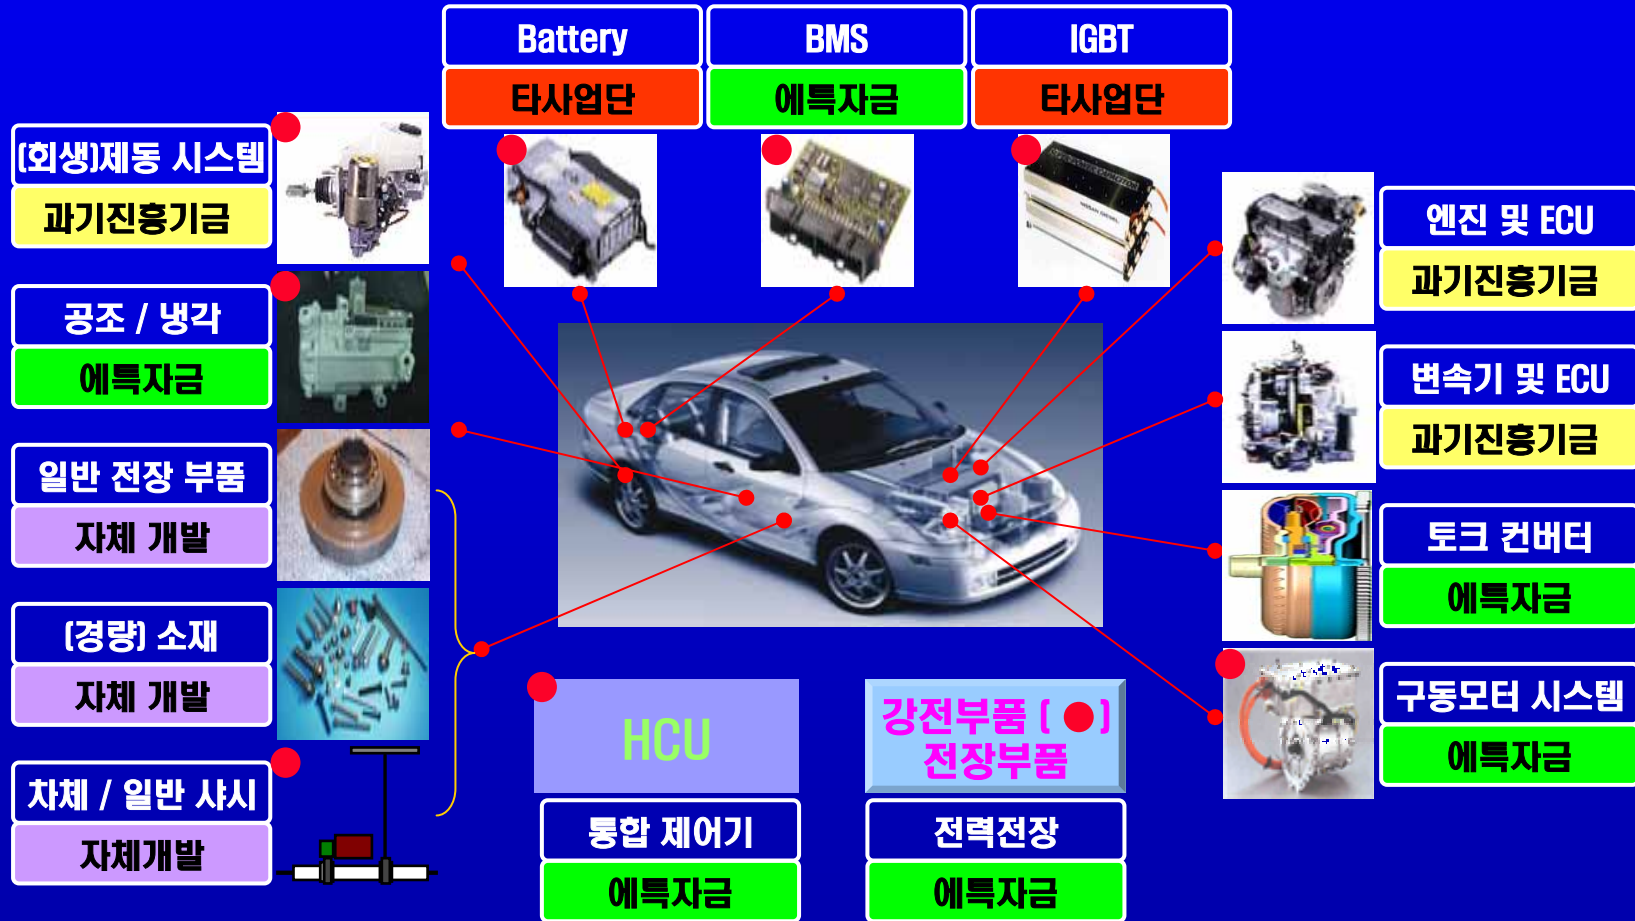 Battery
타사업단
BMS
에특자금
IGBT
타사업단
(회생)제동 시스템
과기진흥기금
공조 / 냉각
에특자금
일반 전장 부품
자체 개발
(경량) 소재
자체 개발
차체 / 일반 샤시
자체개발
엔진 및 ECU
과기진흥기금
변속기 및 ECU
과기진흥기금
토크 컨버터
에특자금
구동모터 시스템
에특자금
HCU
통합 제어기
에특자금
강전부품 ( ● )
전장부품
전력전장
에특자금